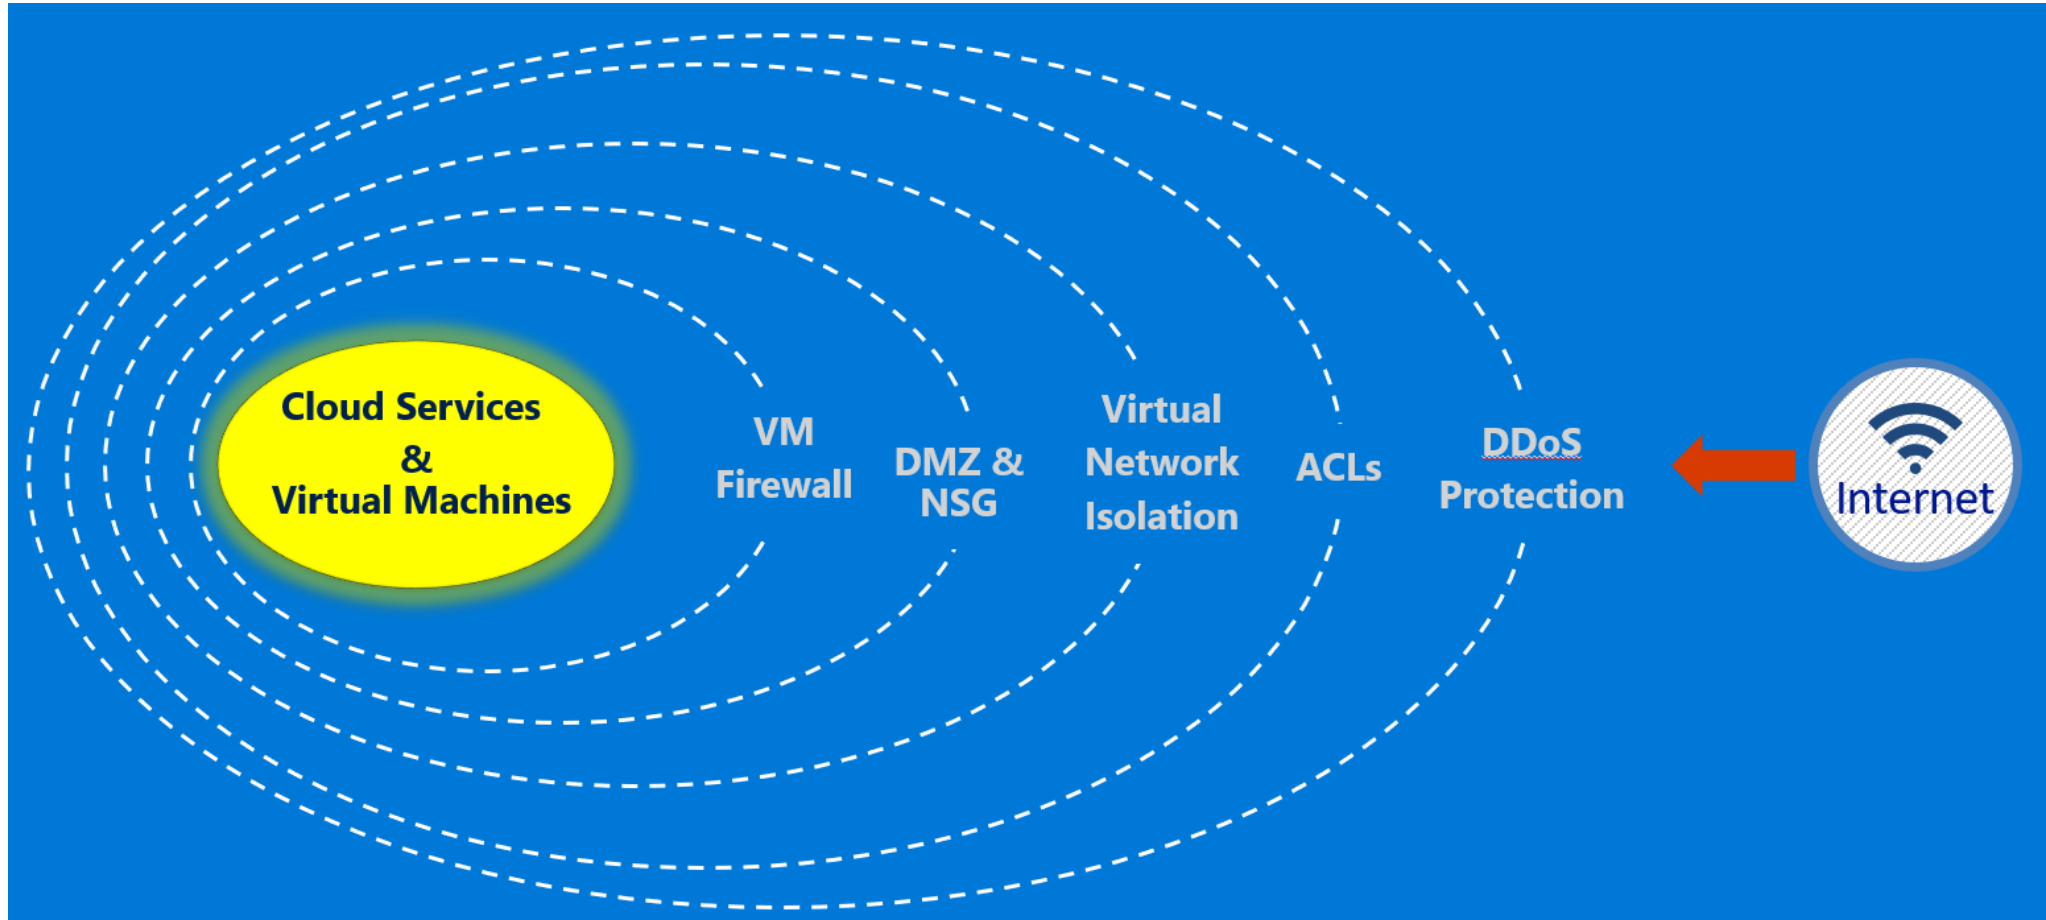 Cloud Services
&
Virtual Machines
VM
Firewall
DMZ &
NSG
Virtual
Network
Isolation
ACLs
DDoS
Protection
Internet